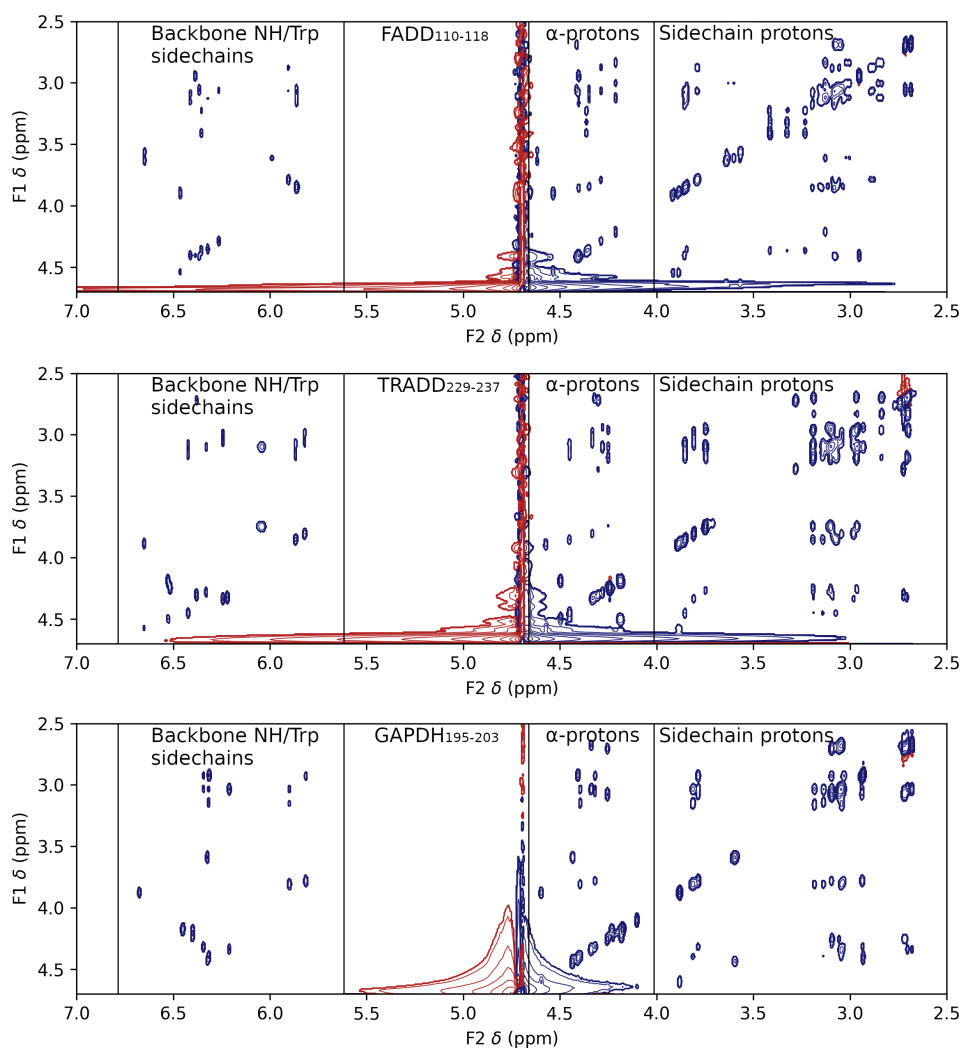 Backbone NH/Trp sidechains
FADD110-118
α-protons
Sidechain protons
2.5
3.0
3.5
4.0
4.5
F1 δ (ppm)
7.0 6.5 6.0 5.5 5.0 4.5 4.0 3.5 3.0 2.5
F2 δ (ppm)
Backbone NH/Trp sidechains
TRADD229-237
α-protons
Sidechain protons
2.5
3.0
3.5
4.0
4.5
F1 δ (ppm)
7.0 6.5 6.0 5.5 5.0 4.5 4.0 3.5 3.0 2.5
F2 δ (ppm)
Backbone NH/Trp sidechains
GAPDH195-203
α-protons
Sidechain protons
2.5
3.0
3.5
4.0
4.5
F1 δ (ppm)
7.0 6.5 6.0 5.5 5.0 4.5 4.0 3.5 3.0 2.5
F2 δ (ppm)